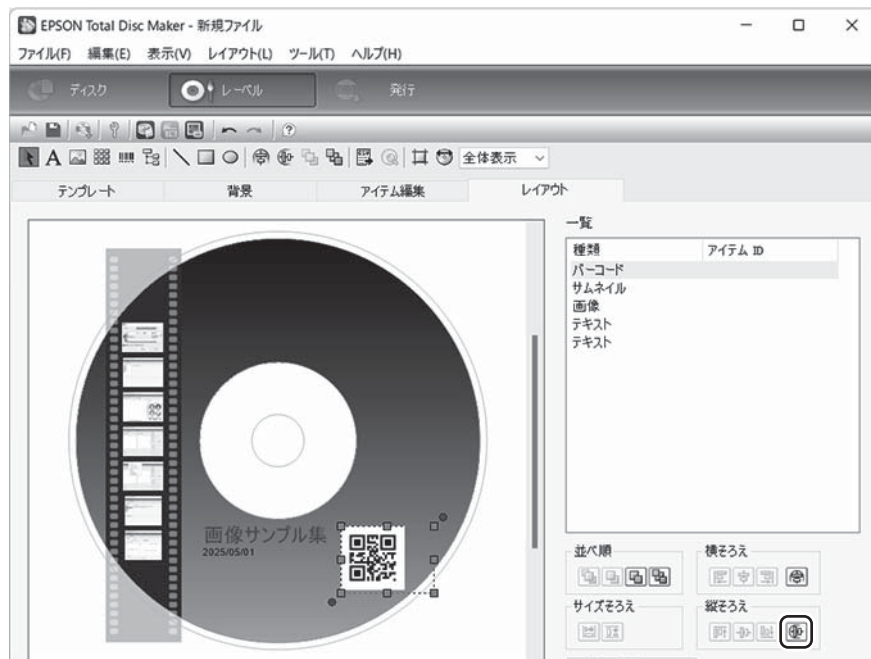 EPSON Total Disc Maker - 新規ファイル
ファイル(F) 編集(E) 表示(V) レイアウト(L) ツール(T) ヘルプ(H)
ディスク レーベル 発行
全体表示
テンプレート 背景 アイテム編集 レイアウト
一覧
種類 アイテム ID
バーコード
サムネイル
画像
テキスト
テキスト
画像サンプル集
2025/05/01
並べ順 横そろえ
サイズそろえ 縦そろえ